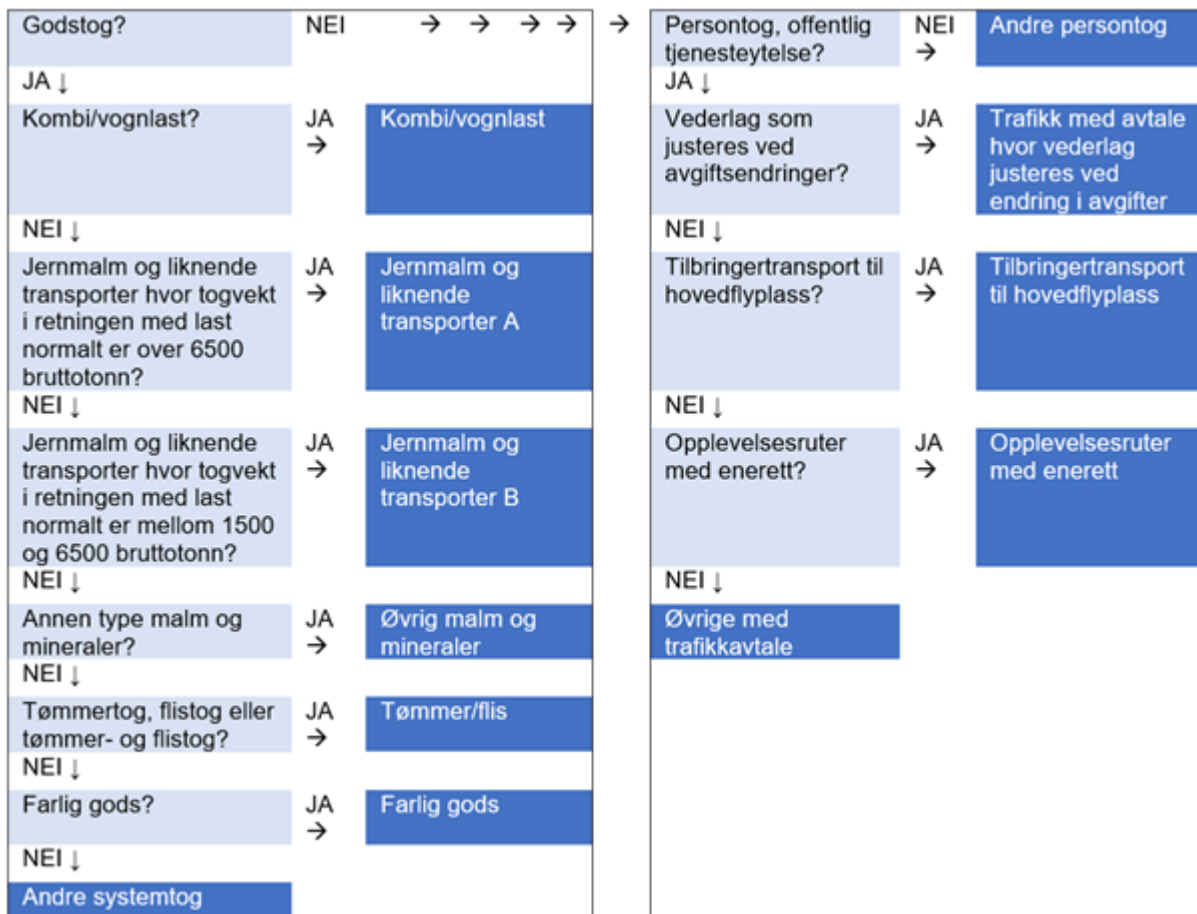 Godstog?
NEI → → → → →
JA ↓
Kombi/vognlast?
JA
→
Kombi/vognlast
NEI ↓
Jernmalm og liknende
transporter hvor togvekt
i retningen med last
normalt er over 6500
bruttotonn?
JA
→
Jernmalm og
liknende
transporter A
NEI ↓
Jernmalm og liknende
transporter hvor togvekt
i retningen med last
normalt er mellom 1500
og 6500 bruttotonn?
JA
→
Jernmalm og
liknende
transporter B
NEI ↓
Annen type malm og
mineraler?
JA
→
Øvrig malm og
mineraler
NEI ↓
Tømmertog, flistog eller
tømmer- og flistog?
JA
→
Tømmer/flis
NEI ↓
Farlig gods?
JA
→
Farlig gods
NEI ↓
Andre systemtog
Persontog, offentlig
tjenesteytelse?
NEI
→
Andre persontog
JA ↓
Vederlag som
justeres ved
avgiftsendringer?
JA
→
Trafikk med avtale
hvor vederlag
justeres ved
endring i avgifter
NEI ↓
Tilbringertransport til
hovedflyplass?
JA
→
Tilbringertransport
til hovedflyplass
NEI ↓
Opplevelsesruter
med enerett?
JA
→
Opplevelsesruter
med enerett
NEI ↓
Øvrige med
trafikkavtale